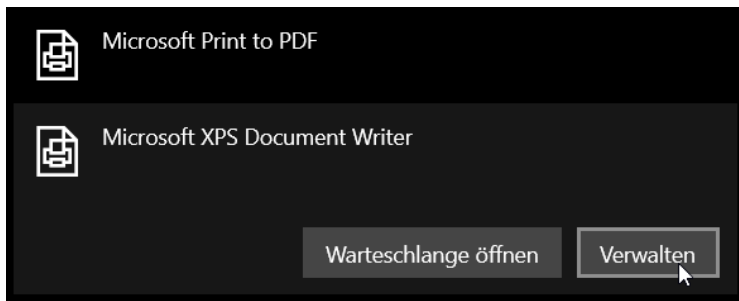 Microsoft Print to PDF
Microsoft XPS Document Writer
Warteschlange öffnen
Verwalten